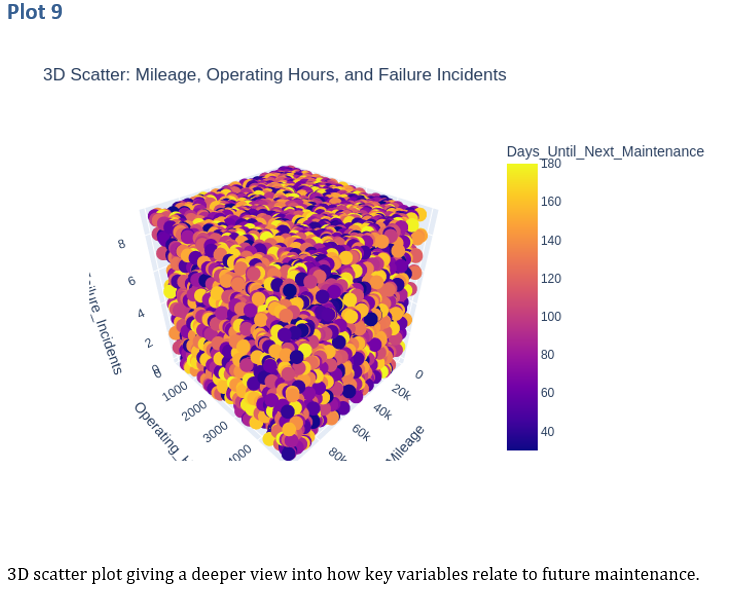 Plot 9
3D Scatter: Mileage, Operating Hours, and Failure Incidents
Days_Until_Next_Maintenance
180
160
140
120
100
80
60
40
8
6
4
2
0
0
1000
2000
3000
0
20k
40k
60k
Mileage
3D scatter plot giving a deeper view into how key variables relate to future maintenance.